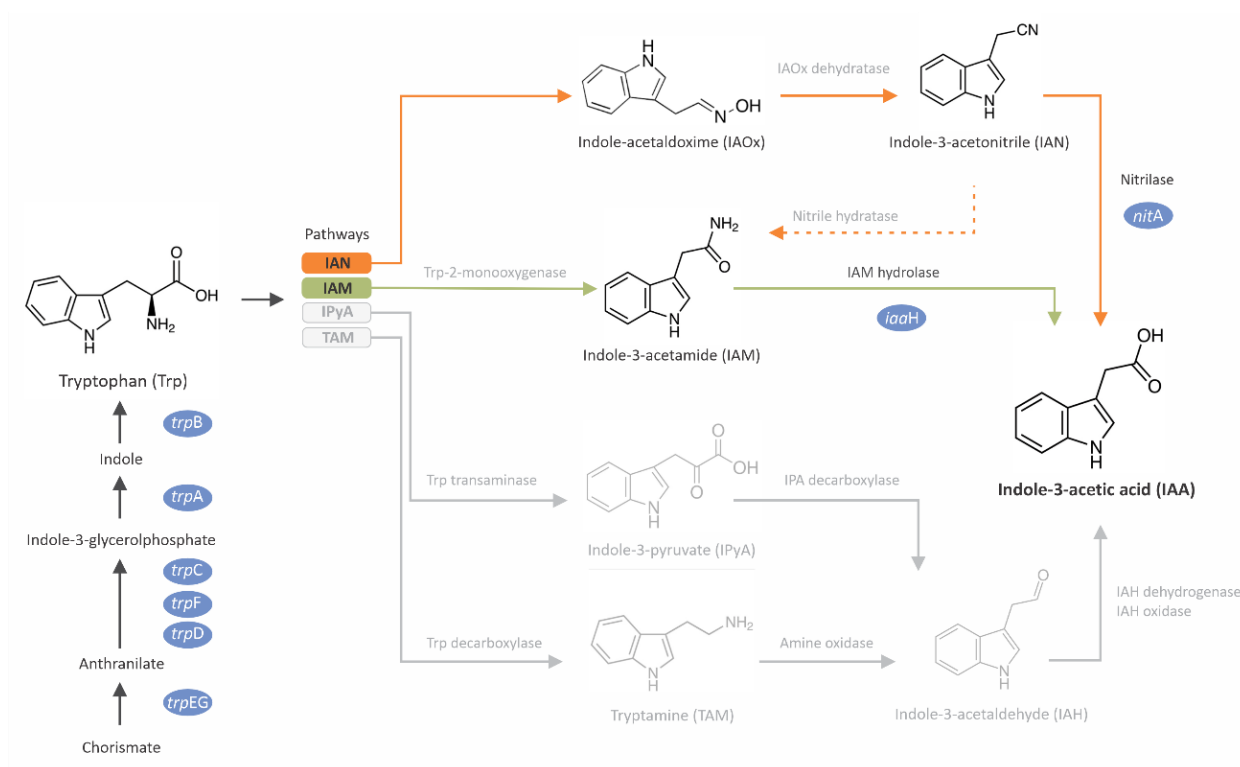 H
N
N
OH
Indole-acetaldoxime (IAOx)
IAOx dehydratase
CN
N
H
Indole-3-acetonitrile (IAN)
Nitrilase
nitA
Nitrile hydratase
Pathways
IAN
IAM
IPyA
TAM
O
OH
NH2
N
H
Tryptophan (Trp)
Trp-2-monooxygenase
NH2
O
N
H
Indole-3-acetamide (IAM)
IAM hydrolase
iaaH
OH
O
N
H
Indole-3-acetic acid (IAA)
trpB
Indole
trpA
Indole-3-glycerolphosphate
trpC
trpF
trpD
Anthranilate
trpEG
Chorismate
Trp transaminase
O
OH
O
N
H
Indole-3-pyruvate (IPyA)
IPA decarboxylase
Trp decarboxylase
NH2
N
H
Tryptamine (TAM)
Amine oxidase
O
N
H
Indole-3-acetaldehyde (IAH)
IAH dehydrogenase
IAH oxidase